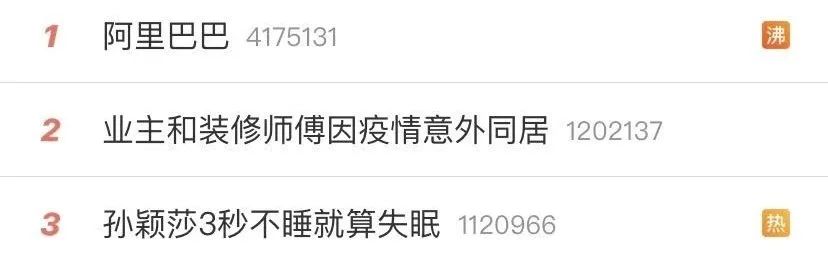 1 阿里巴巴 4175131 沸
2 业主和装修师傅因疫情意外同居 1202137
3 孙颖莎3秒不睡就算失眠 1120966 热